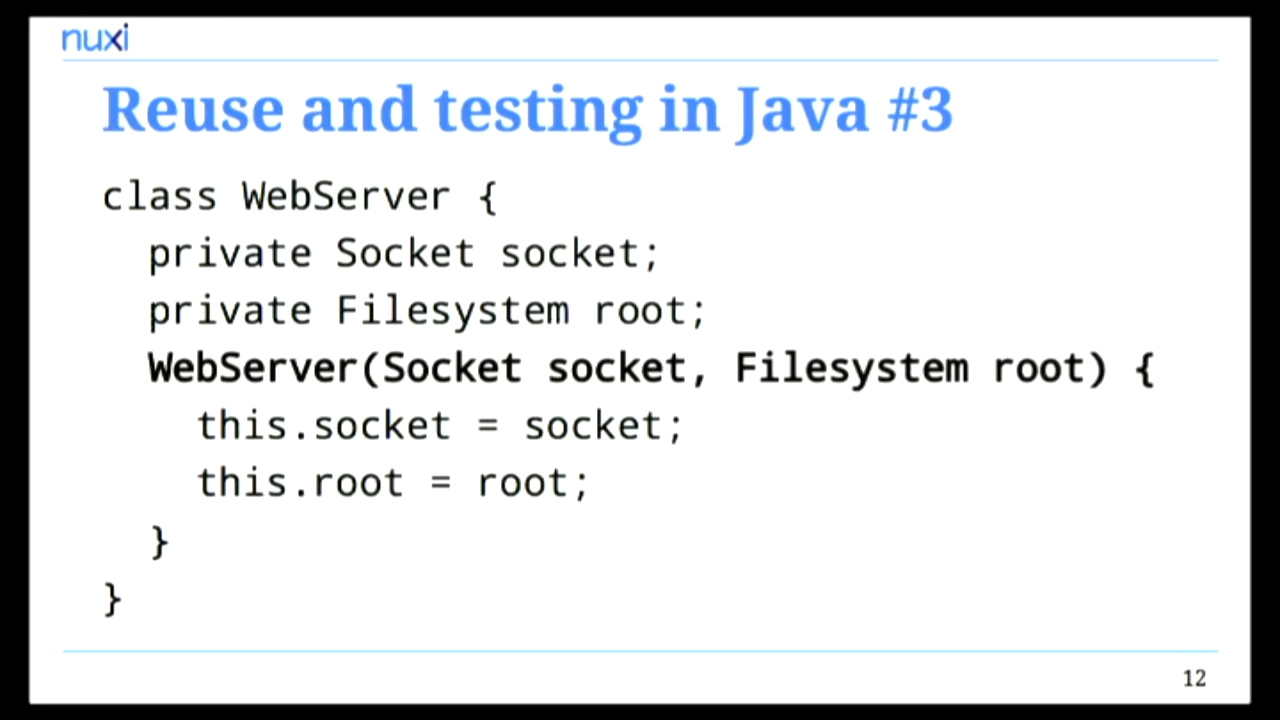 nuxi
Reuse and testing in Java #3
class WebServer {
  private Socket socket;
  private Filesystem root;
  WebServer(Socket socket, Filesystem root) {
    this.socket = socket;
    this.root = root;
  }
}
12